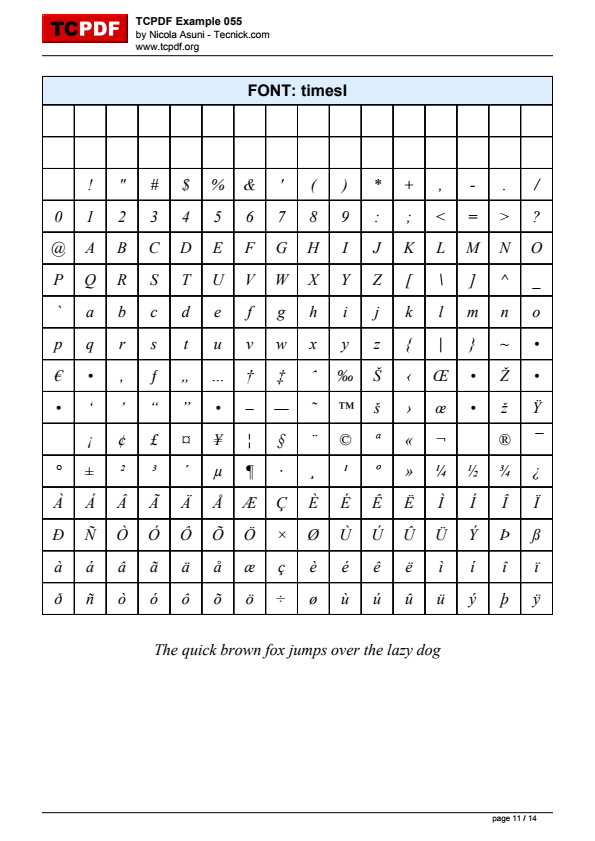 TCPDF
TCPDF Example 055
by Nicola Asuni - Tecnick.com
www.tcpdf.org
FONT: timesI
! " # $ % & ' ( ) * + , - . /
0 1 2 3 4 5 6 7 8 9 : ; < = > ?
@ A B C D E F G H I J K L M N O
P Q R S T U V W X Y Z [ \ ] ^ _
` a b c d e f g h i j k l m n o
p q r s t u v w x y z { | } ~ •
€ • ‚ ƒ „ … † ‡ ˆ ‰ Š ‹ Œ • Ž •
• ‘ ’ “ ” • – — ˜ ™ š › œ • ž Ÿ
¡ ¢ £ ¤ ¥ ¦ § ¨ © ª « ¬ ® ¯
° ± ² ³ ´ µ ¶ · ¸ ¹ º » ¼ ½ ¾ ¿
À Á Â Ã Ä Å Æ Ç È É Ê Ë Ì Í Î Ï
Ð Ñ Ò Ó Ô Õ Ö × Ø Ù Ú Û Ü Ý Þ ß
à á â ã ä å æ ç è é ê ë ì í î ï
ð ñ ò ó ô õ ö ÷ ø ù ú û ü ý þ ÿ
The quick brown fox jumps over the lazy dog
page 11 / 14